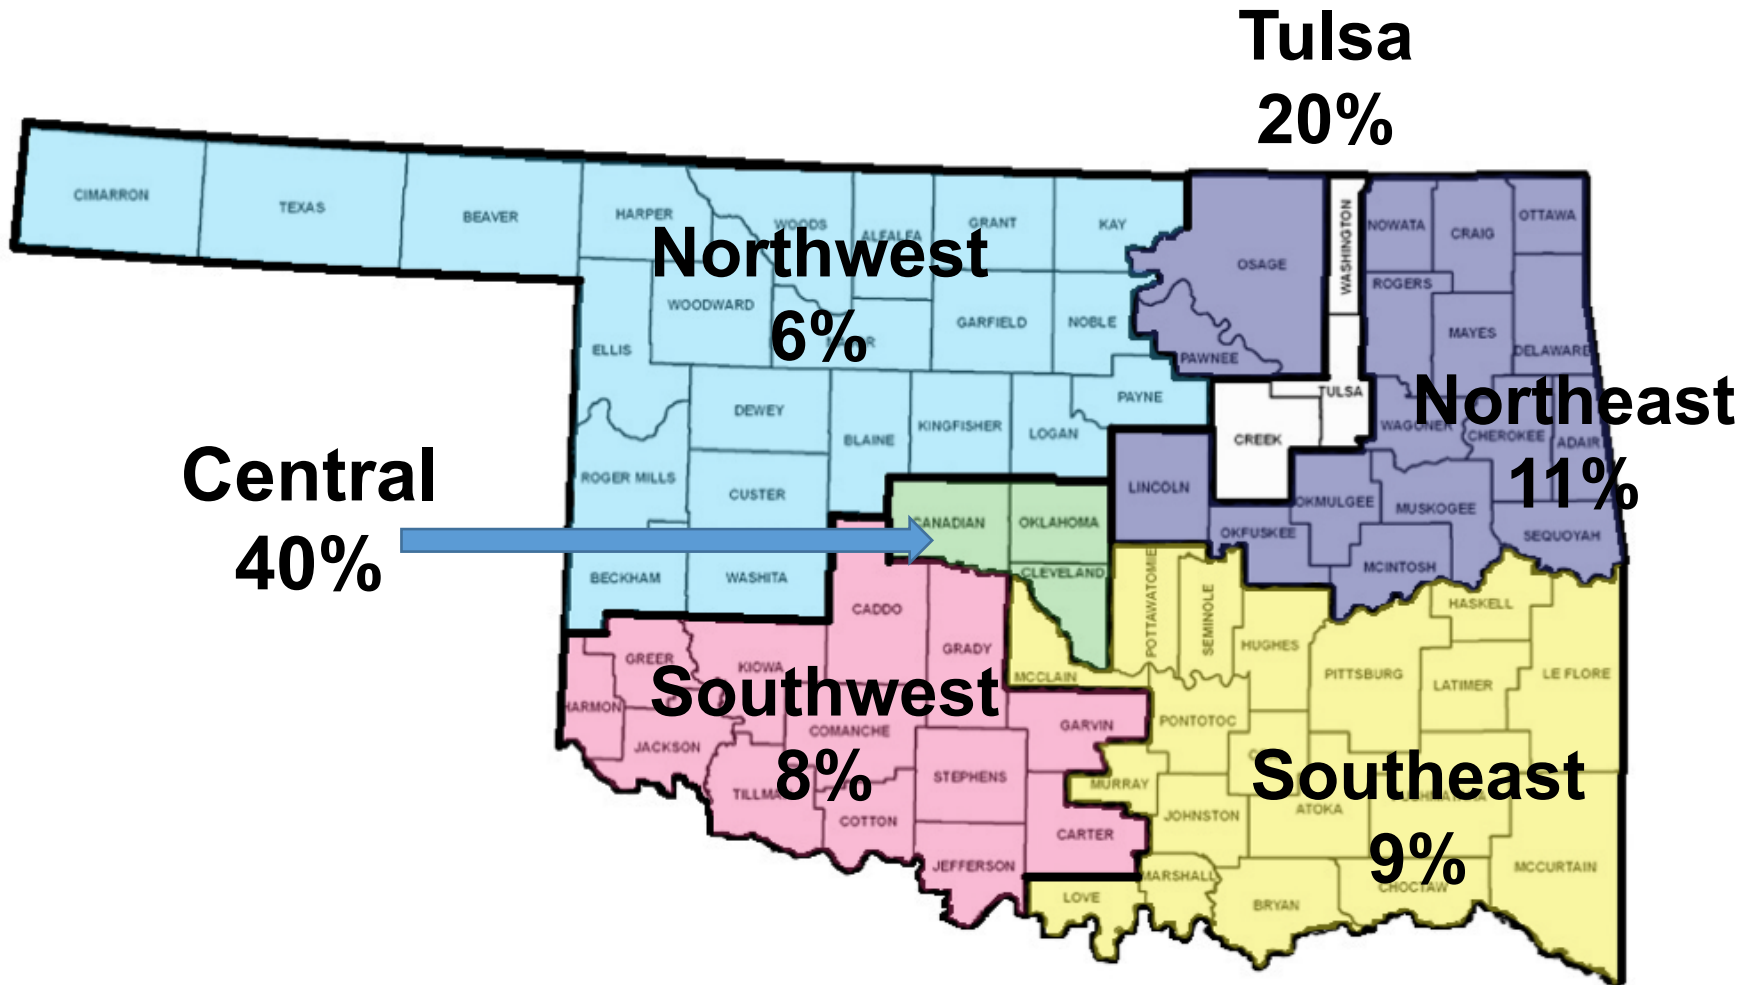 Tulsa
20%
CIMARRON
TEXAS
BEAVER
HARPER
WOODS
ALFALFA
GRANT
KAY
OSAGE
WASHINGTON
NOWATA
CRAIG
OTTAWA
Northwest
6%
WOODWARD
ELLIS
GARFIELD
NOBLE
PAWNEE
ROGERS
MAYES
DELAWARE
Northeast
11%
DEWEY
BLAINE
KINGFISHER
LOGAN
PAYNE
TULSA
CREEK
WAGONER
CHEROKEE
ADAIR
Central
40%
ROGER MILLS
CUSTER
CANADIAN
OKLAHOMA
LINCOLN
OKMULGEE
MUSKOGEE
OKFUSKEE
SEQUOYAH
MCINTOSH
BECKHAM
WASHITA
CLEVELAND
CADDO
GRADY
POTTAWATOMIE
SEMINOLE
HUGHES
HASKELL
GREER
KIOWA
MCCLAIN
PITTSBURG
LATIMER
LE FLORE
Southwest
8%
HARMON
JACKSON
COMANCHE
GARVIN
PONTOTOC
STEPHENS
MURRAY
Southeast
9%
COTTON
CARTER
JOHNSTON
ATOKA
JEFFERSON
LOVE
MARSHALL
BRYAN
CHOCTAW
MCCURTAIN